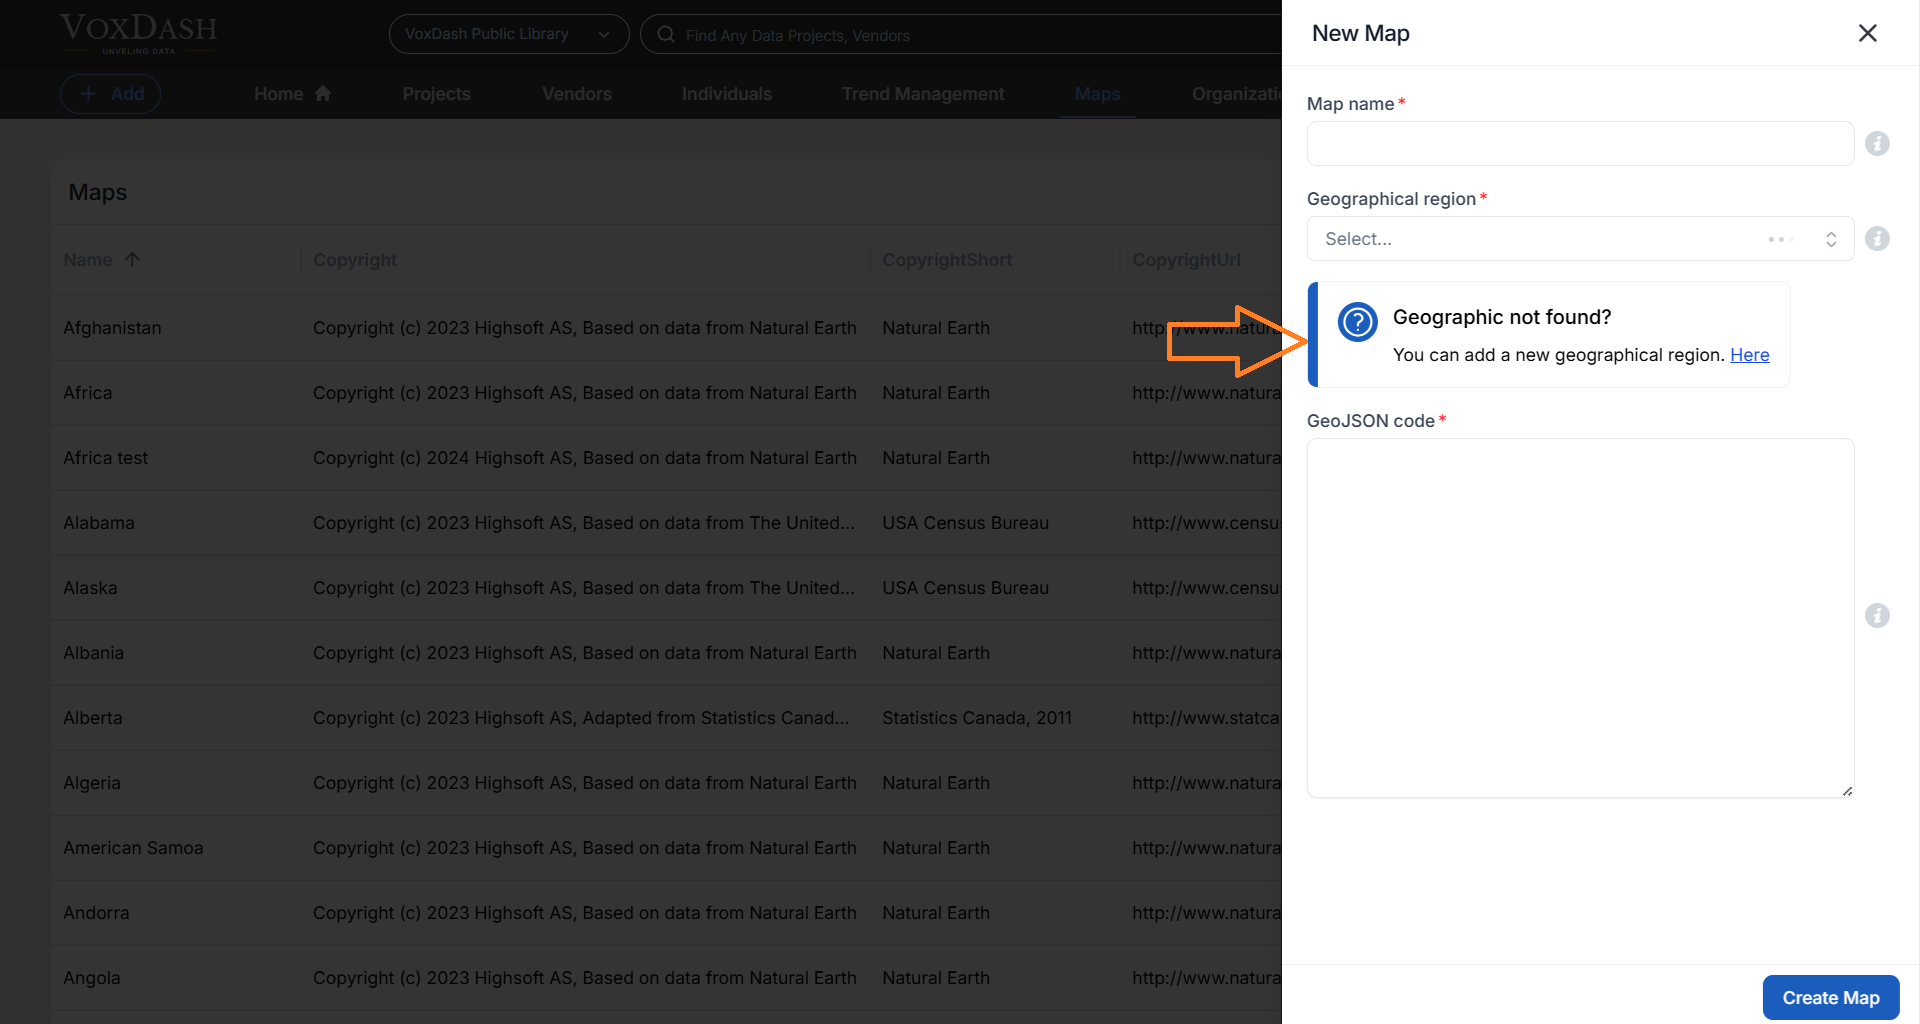 VOXDASH
UNVELING DATA
VoxDash Public Library
Find Any Data Projects, Vendors
Add
Home
Projects
Vendors
Individuals
Trend Management
Maps
Organizati
Maps
Name
Copyright
CopyrightShort
CopyrightUrl
Afghanistan Copyright (c) 2023 Highsoft AS, Based on data from Natural Earth Natural Earth http://www.natura
Africa Copyright (c) 2023 Highsoft AS, Based on data from Natural Earth Natural Earth http://www.natura
Africa test Copyright (c) 2024 Highsoft AS, Based on data from Natural Earth Natural Earth http://www.natura
Alabama Copyright (c) 2023 Highsoft AS, Based on data from The United... USA Census Bureau http://www.censu
Alaska Copyright (c) 2023 Highsoft AS, Based on data from The United... USA Census Bureau http://www.censu
Albania Copyright (c) 2023 Highsoft AS, Based on data from Natural Earth Natural Earth http://www.natura
Alberta Copyright (c) 2023 Highsoft AS, Adapted from Statistics Canad... Statistics Canada, 2011 http://www.statca
Algeria Copyright (c) 2023 Highsoft AS, Based on data from Natural Earth Natural Earth http://www.natura
American Samoa Copyright (c) 2023 Highsoft AS, Based on data from Natural Earth Natural Earth http://www.natura
Andorra Copyright (c) 2023 Highsoft AS, Based on data from Natural Earth Natural Earth http://www.natura
Angola Copyright (c) 2023 Highsoft AS, Based on data from Natural Earth Natural Earth http://www.natura
New Map
Map name *
Geographical region *
Select...
Geographic not found?
You can add a new geographical region. Here
GeoJSON code *
Create Map